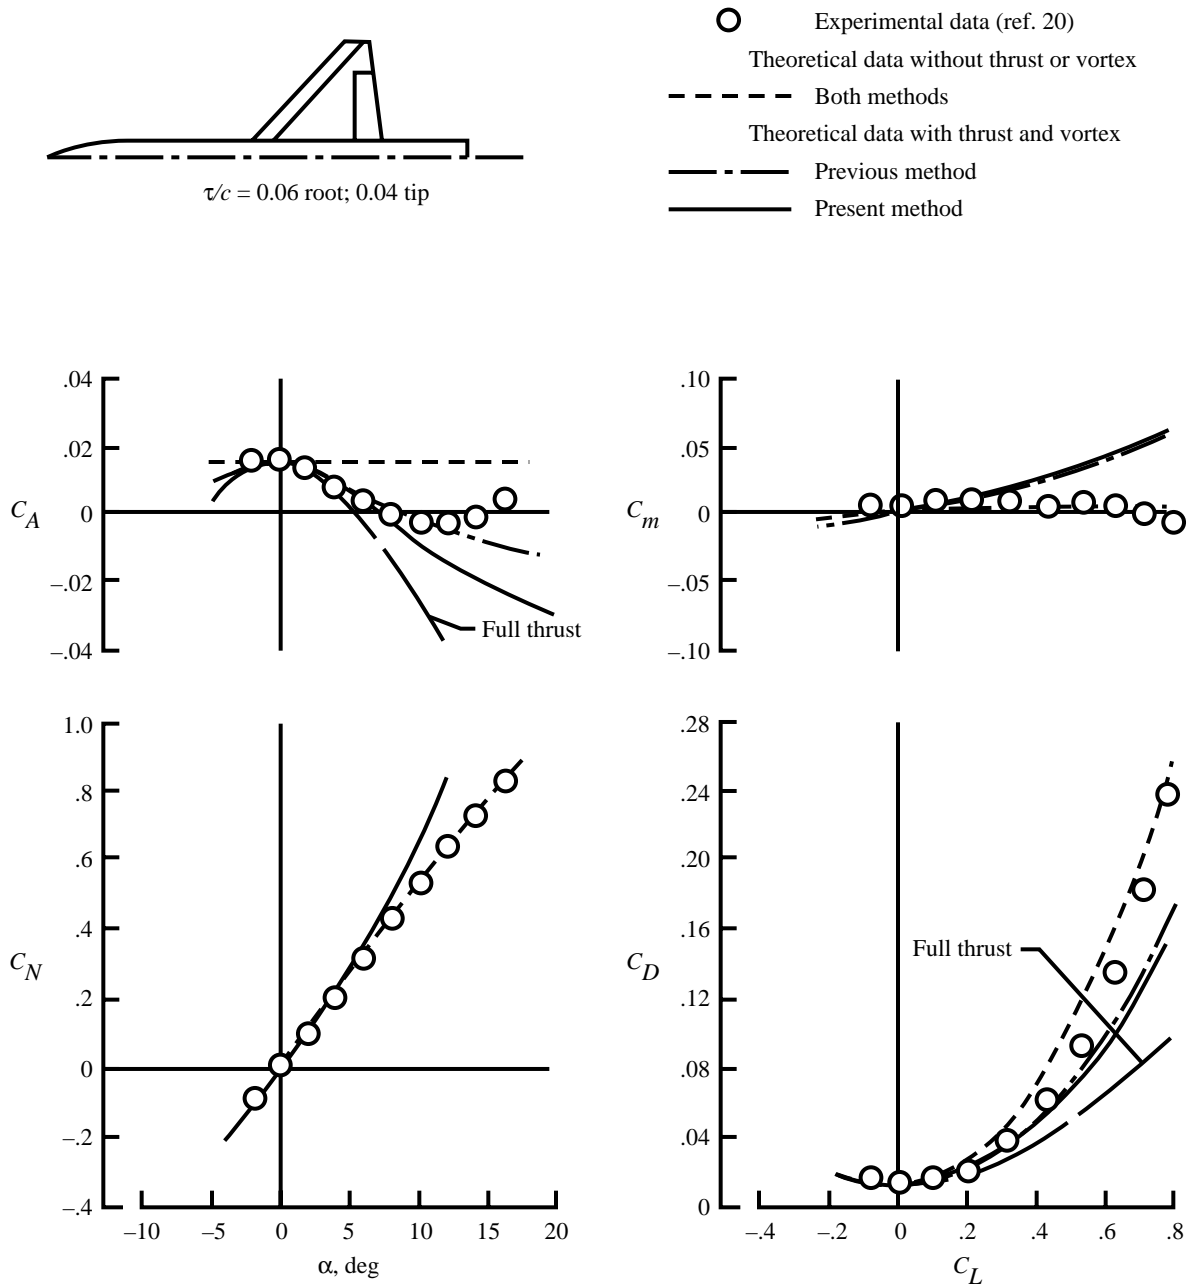 Experimental data (ref. 20)
Theoretical data without thrust or vortex
Both methods
Theoretical data with thrust and vortex
Previous method
Present method
τ/c = 0.06 root; 0.04 tip
.04
.02
0
–.02
–.04
C_A
Full thrust
.10
.05
0
–.05
–.10
C_m
1.0
.8
.6
.4
.2
0
–.2
–.4
C_N
–10 –5 0 5 10 15 20
α, deg
.28
.24
.20
.16
.12
.08
.04
0
C_D
Full thrust
–.4 –.2 0 .2 .4 .6 .8
C_L